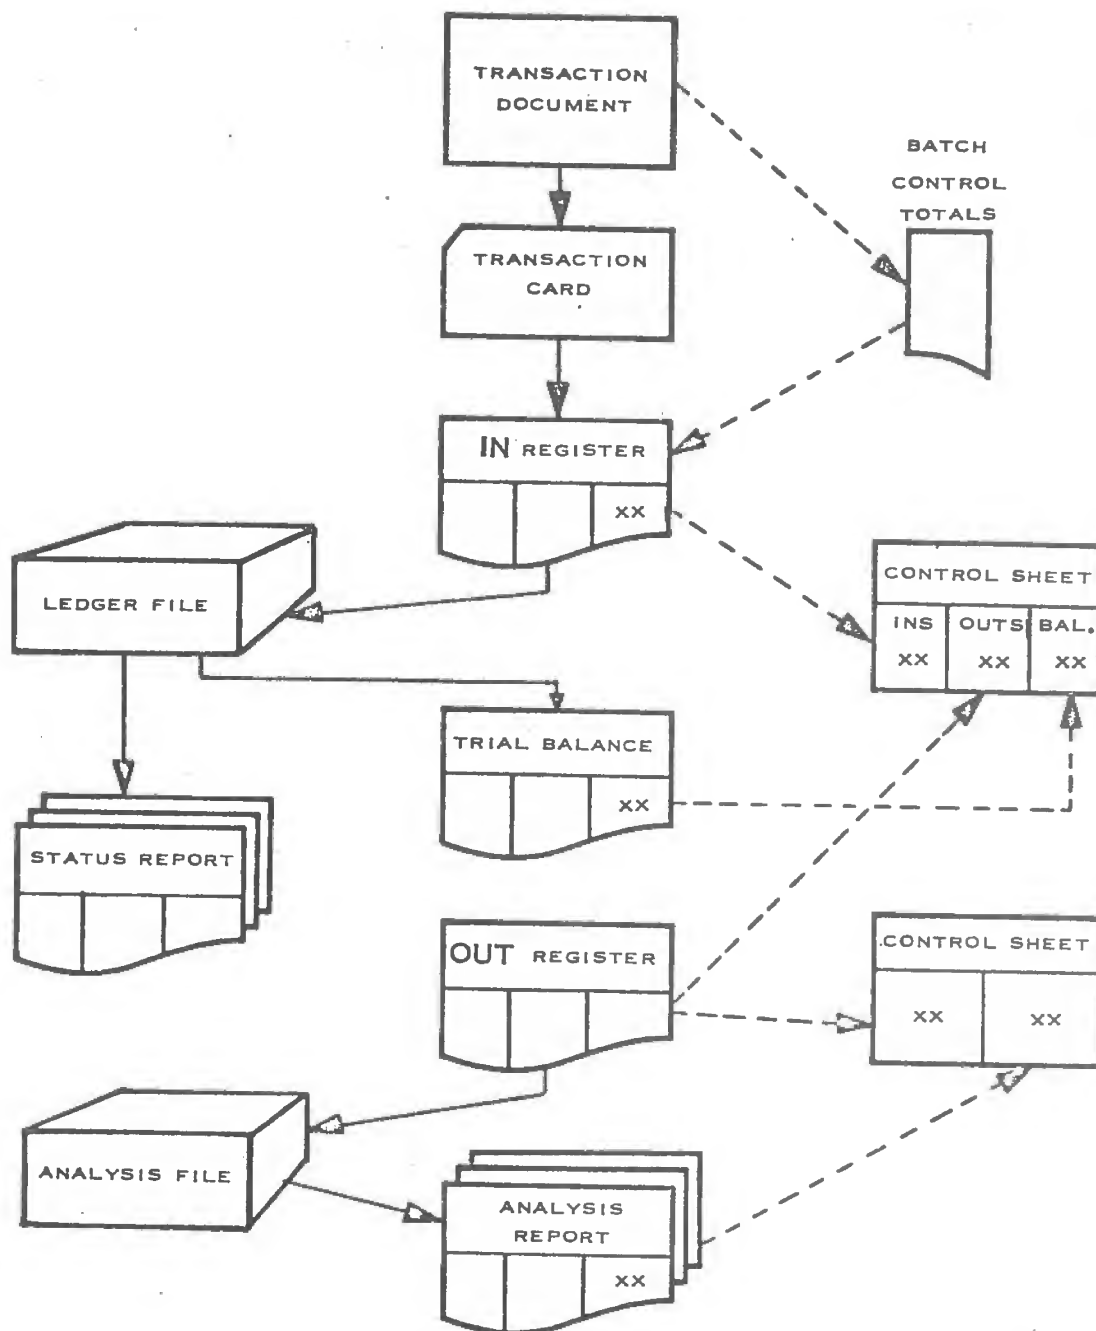 TRANSACTION
DOCUMENT
BATCH
CONTROL
TOTALS
TRANSACTION
CARD
IN REGISTER
XX
LEDGER FILE
CONTROL SHEET
INS OUTS BAL.
XX XX XX
TRIAL BALANCE
XX
STATUS REPORT
OUT REGISTER
CONTROL SHEET
XX XX
ANALYSIS FILE
ANALYSIS
REPORT
XX